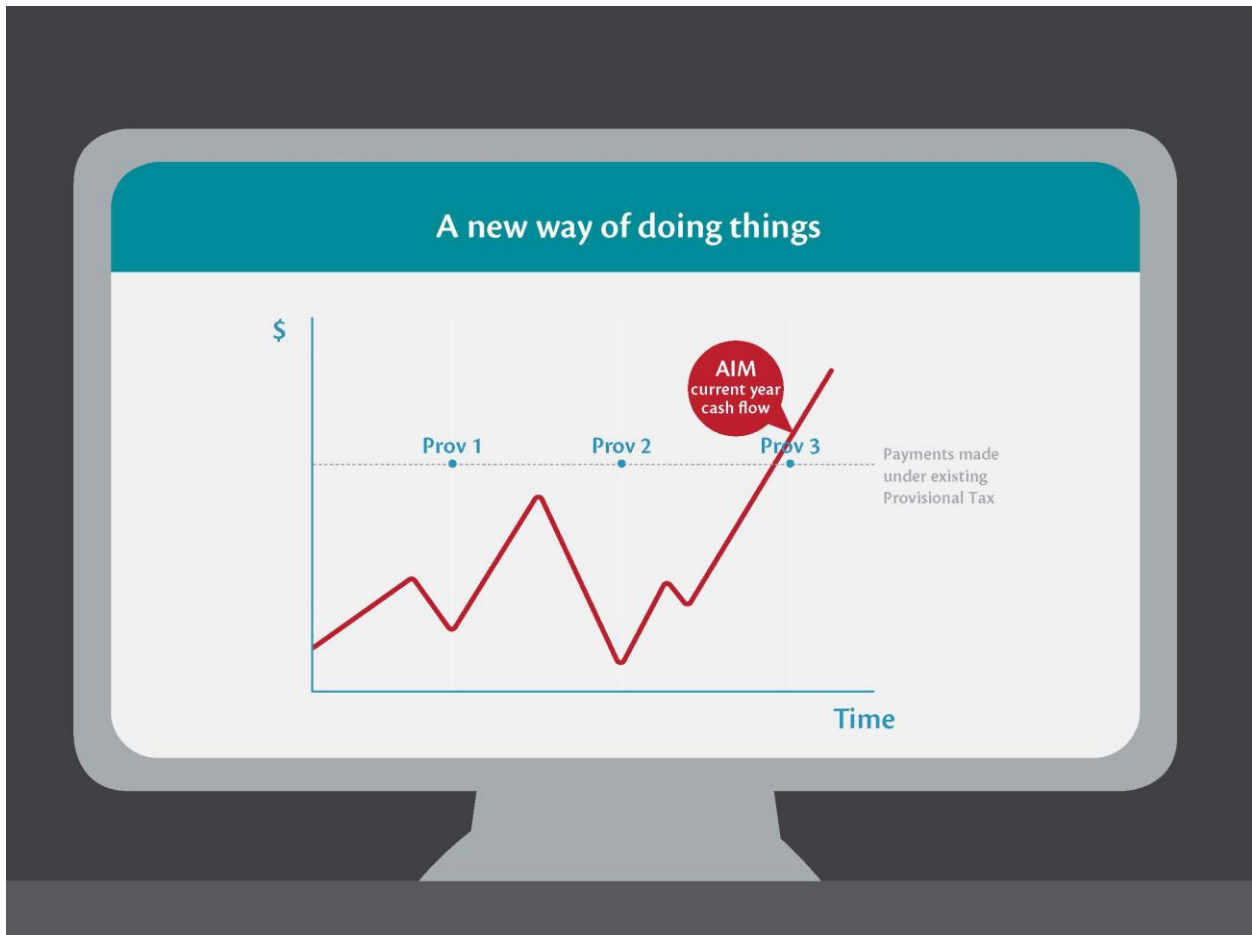 A new way of doing things
$
AIM
current year
cash flow
Prov 1
Prov 2
Prov 3
Payments made
under existing
Provisional Tax
Time